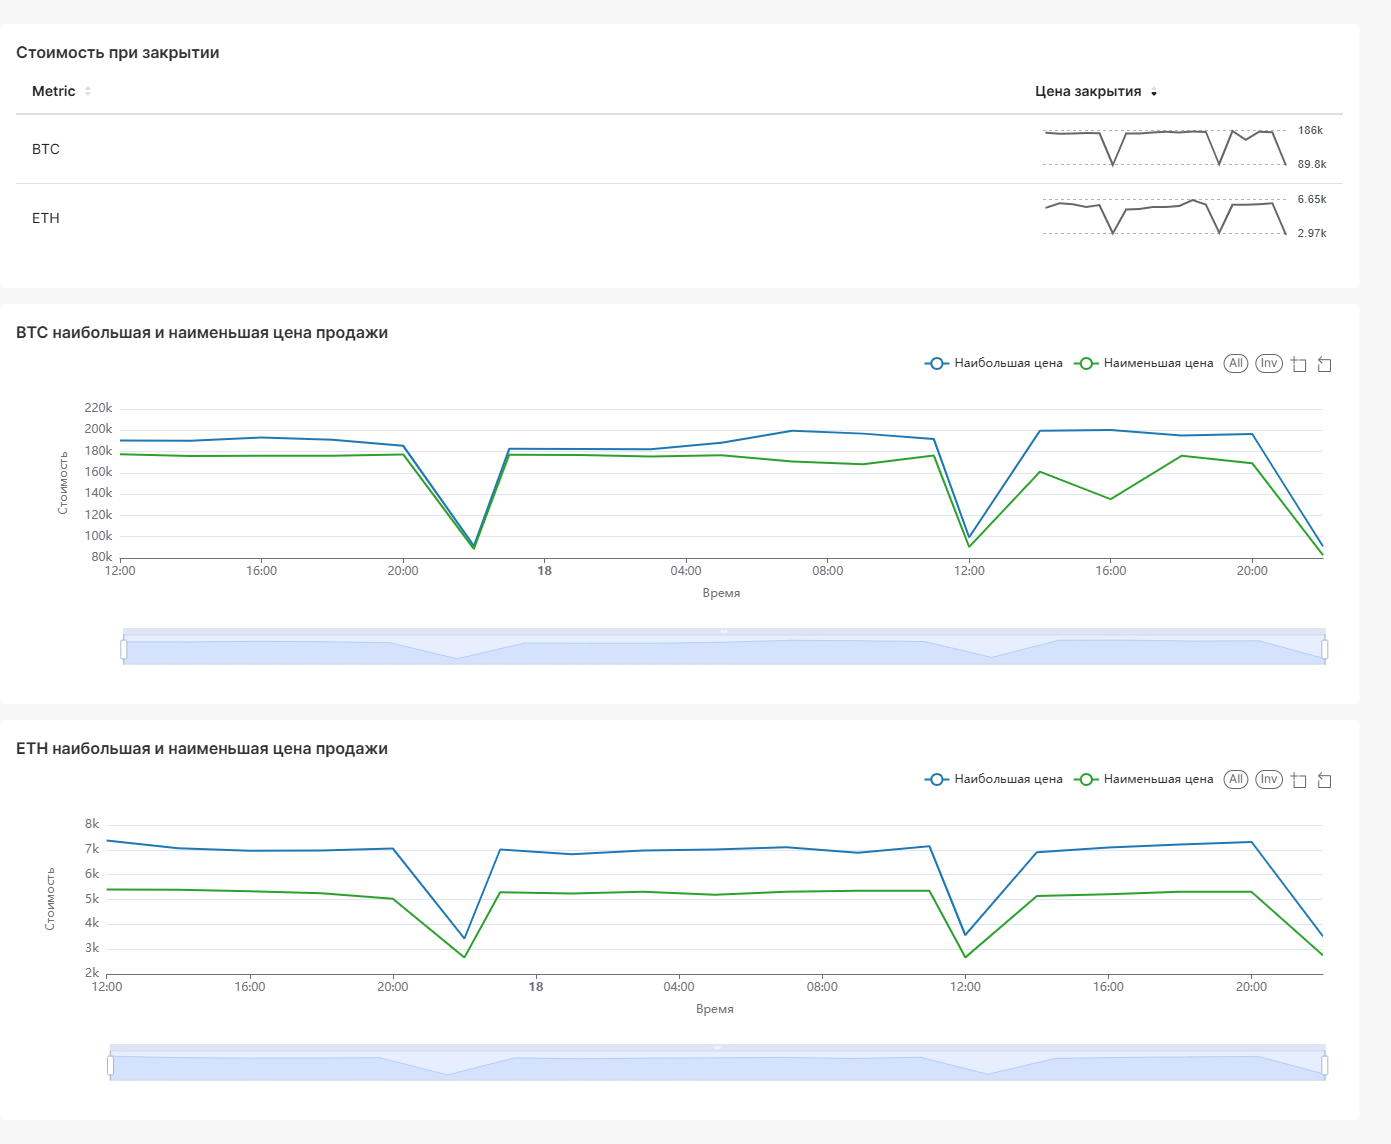 Стоимость при закрытии
Metric Цена закрытия
186k
BTC
89.8k
6.65k
ETH
2.97k
BTC наибольшая и наименьшая цена продажи
Наибольшая цена Наименьшая цена All Inv
220k
200k
180k
160k
140k
120k
100k
80k
Стоимость
12:00 16:00 20:00 18 04:00 08:00 12:00 16:00 20:00
Время
ETH наибольшая и наименьшая цена продажи
Наибольшая цена Наименьшая цена All Inv
8k
7k
6k
5k
4k
3k
2k
Стоимость
12:00 16:00 20:00 18 04:00 08:00 12:00 16:00 20:00
Время